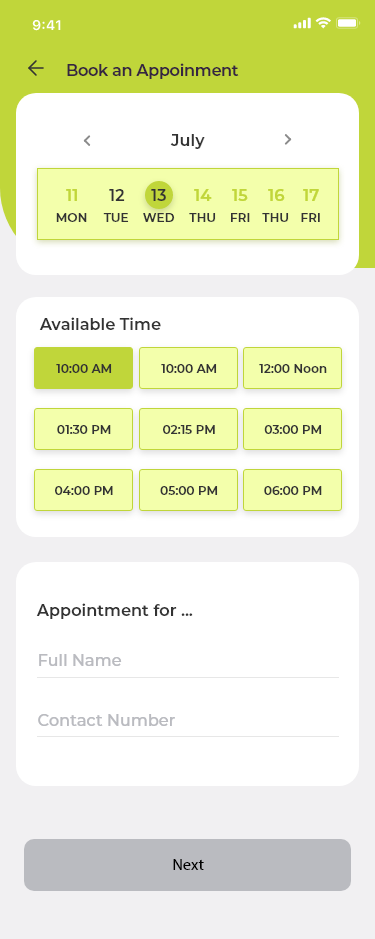 9:41
Book an Appoinment
July
11 12 13 14 15 16 17
MON TUE WED THU FRI THU FRI
Available Time
10:00 AM 10:00 AM 12:00 Noon
01:30 PM 02:15 PM 03:00 PM
04:00 PM 05:00 PM 06:00 PM
Appointment for ...
Full Name
Contact Number
Next